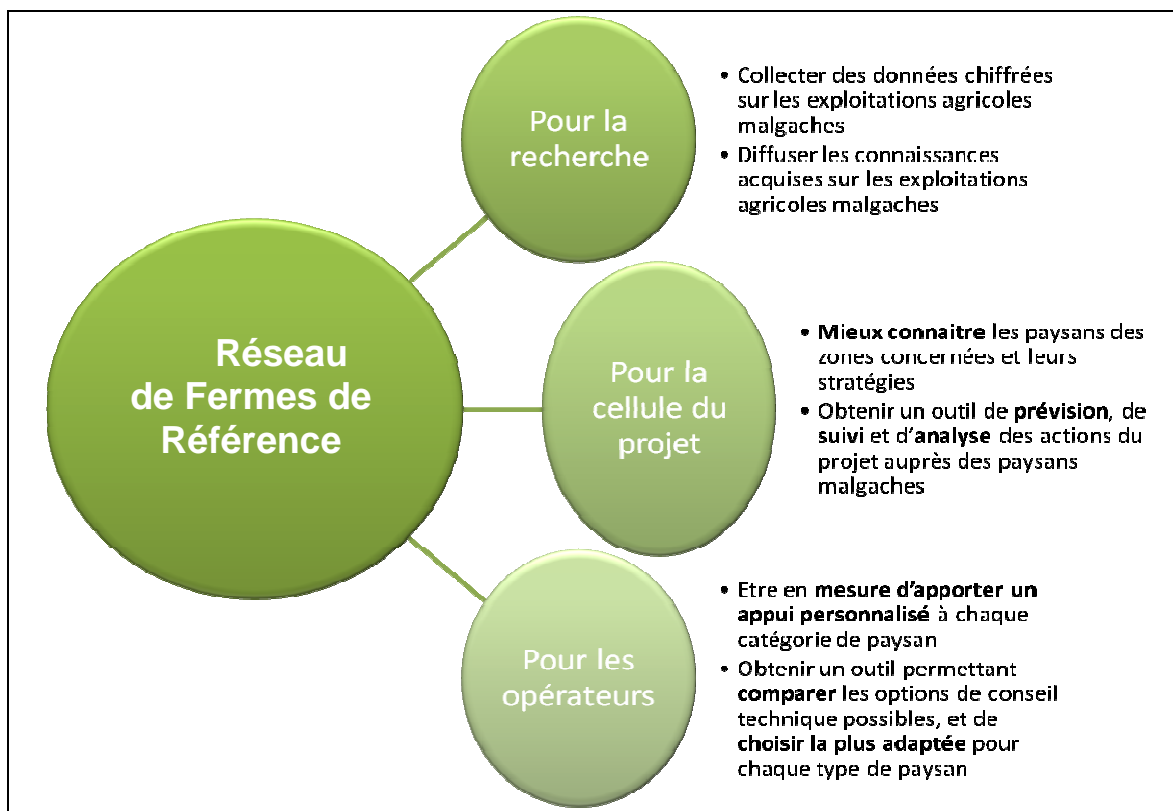 Réseau
de Fermes de
Référence
Pour la
recherche
• Collecter des données chiffrées
sur les exploitations agricoles
malgaches
• Diffuser les connaissances
acquises sur les exploitations
agricoles malgaches
Pour la
cellule du
projet
• Mieux connaitre les paysans des
zones concernées et leurs
stratégies
• Obtenir un outil de prévision, de
suivi et d'analyse des actions du
projet auprès des paysans
malgaches
Pour les
opérateurs
• Etre en mesure d'apporter un
appui personnalisé à chaque
catégorie de paysan
• Obtenir un outil permettant
comparer les options de conseil
technique possibles, et de
choisir la plus adaptée pour
chaque type de paysan